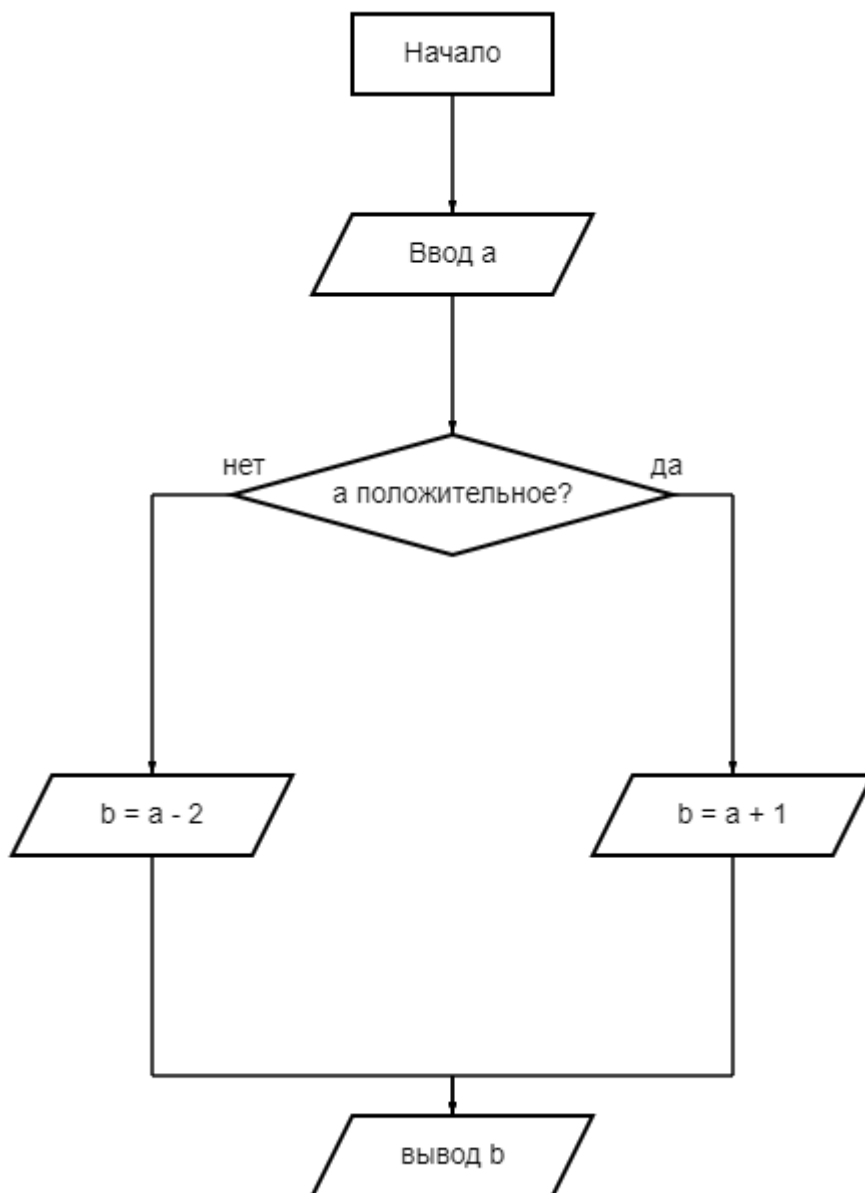 Начало
Ввод a
нет
да
a положительное?
b = a - 2
b = a + 1
вывод b